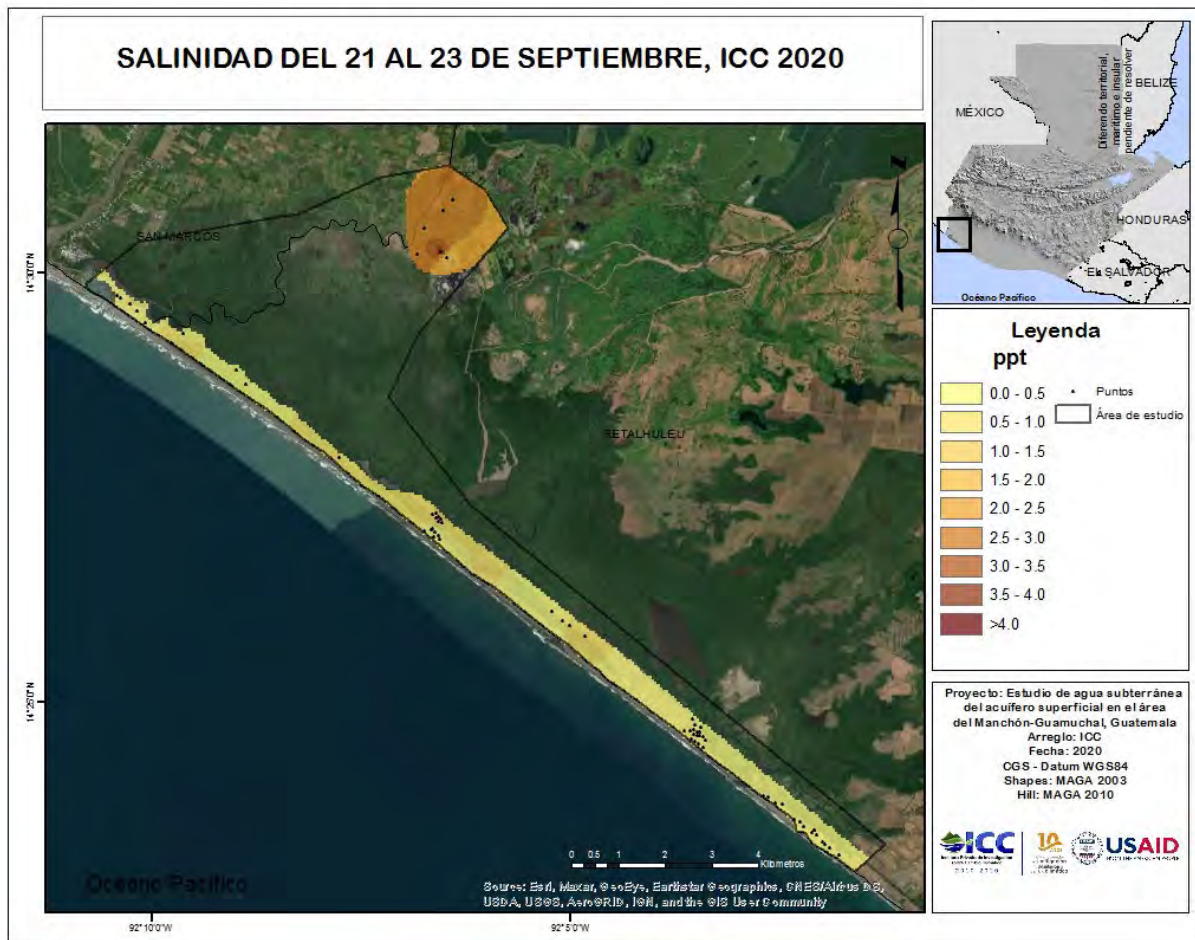 SALINIDAD DEL 21 AL 23 DE SEPTIEMBRE, ICC 2020
SAN MARCOS
RETALHULEU
14°30'0"N
14°25'0"N
92°10'0"W
92°5'0"W
Océano Pacífico
0 0.5 1 2 3 4
Kilómetros
Source: Esri, Maxar, GeoEye, Earthstar Geographics, CNES/Airbus DS,
USDA, USGS, AeroGRID, IGN, and the GIS User Community
MÉXICO
BELIZE
Diferendo territorial,
marítimo e insular
pendiente de resolver
HONDURAS
EL SALVADOR
Océano Pacífico
Leyenda
ppt
0.0 - 0.5
0.5 - 1.0
1.0 - 1.5
1.5 - 2.0
2.0 - 2.5
2.5 - 3.0
3.0 - 3.5
3.5 - 4.0
>4.0
Puntos
Área de estudio
Proyecto: Estudio de agua subterránea
del acuífero superficial en el área
del Manchón-Guamuchal, Guatemala
Arreglo: ICC
Fecha: 2020
CGS - Datum WGS84
Shapes: MAGA 2003
Hill: MAGA 2010
ICC
2010 2020
10
USAID
FROM THE AMERICAN PEOPLE